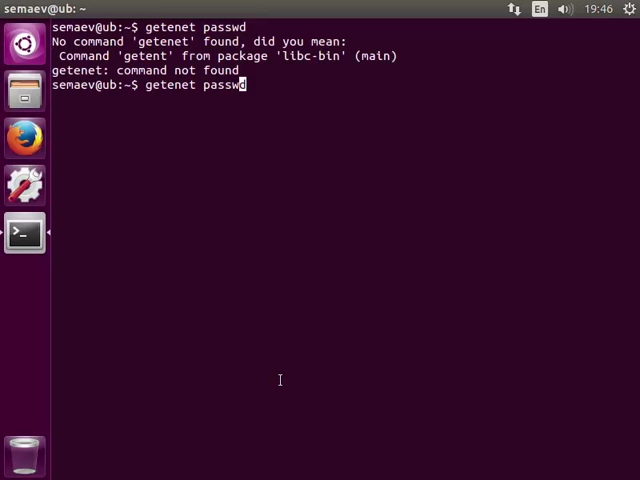 semaev@ub: ~
En
19:46
semaev@ub:~$ getenet passwd
No command 'getenet' found, did you mean:
 Command 'getent' from package 'libc-bin' (main)
getenet: command not found
semaev@ub:~$ getenet passwd
>_